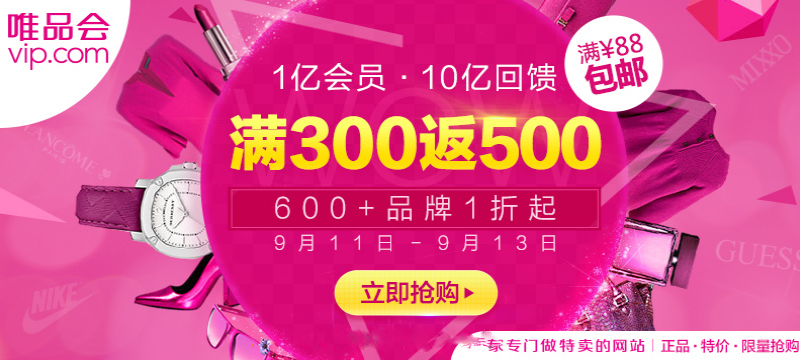 唯品会
vip.com
满¥88
包邮
1亿会员·10亿回馈
满300返500
600+品牌1折起
9月11日-9月13日
立即抢购
LANCOME
MIXXO
GUESS
NIKE
家专门做特卖的网站|正品·特价·限量抢购